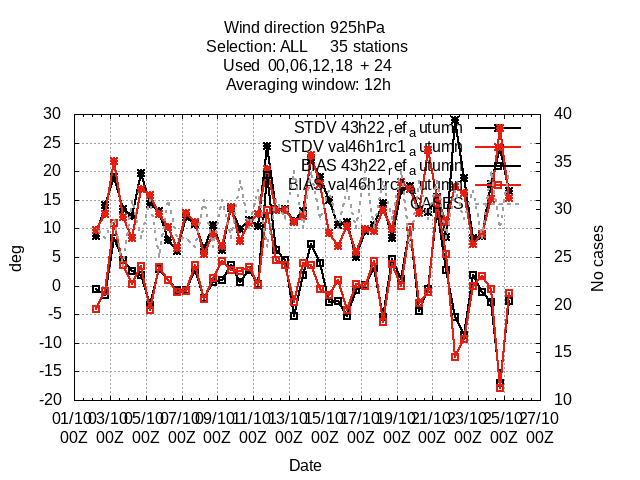 Wind direction 925hPa
Selection: ALL 35 stations
Used 00,06,12,18 + 24
Averaging window: 12h
STDV 43h22_ref_autumn
STDV val46h1rc1_autumn
BIAS 43h22_ref_autumn
BIAS val46h1rc1_autumn
CASES
30
25
20
15
10
5
0
-5
-10
-15
-20
deg
40
35
30
25
20
15
10
No cases
01/10 03/10 05/10 07/10 09/10 11/10 13/10 15/10 17/10 19/10 21/10 23/10 25/10 27/10
00Z 00Z 00Z 00Z 00Z 00Z 00Z 00Z 00Z 00Z 00Z 00Z 00Z 00Z
Date